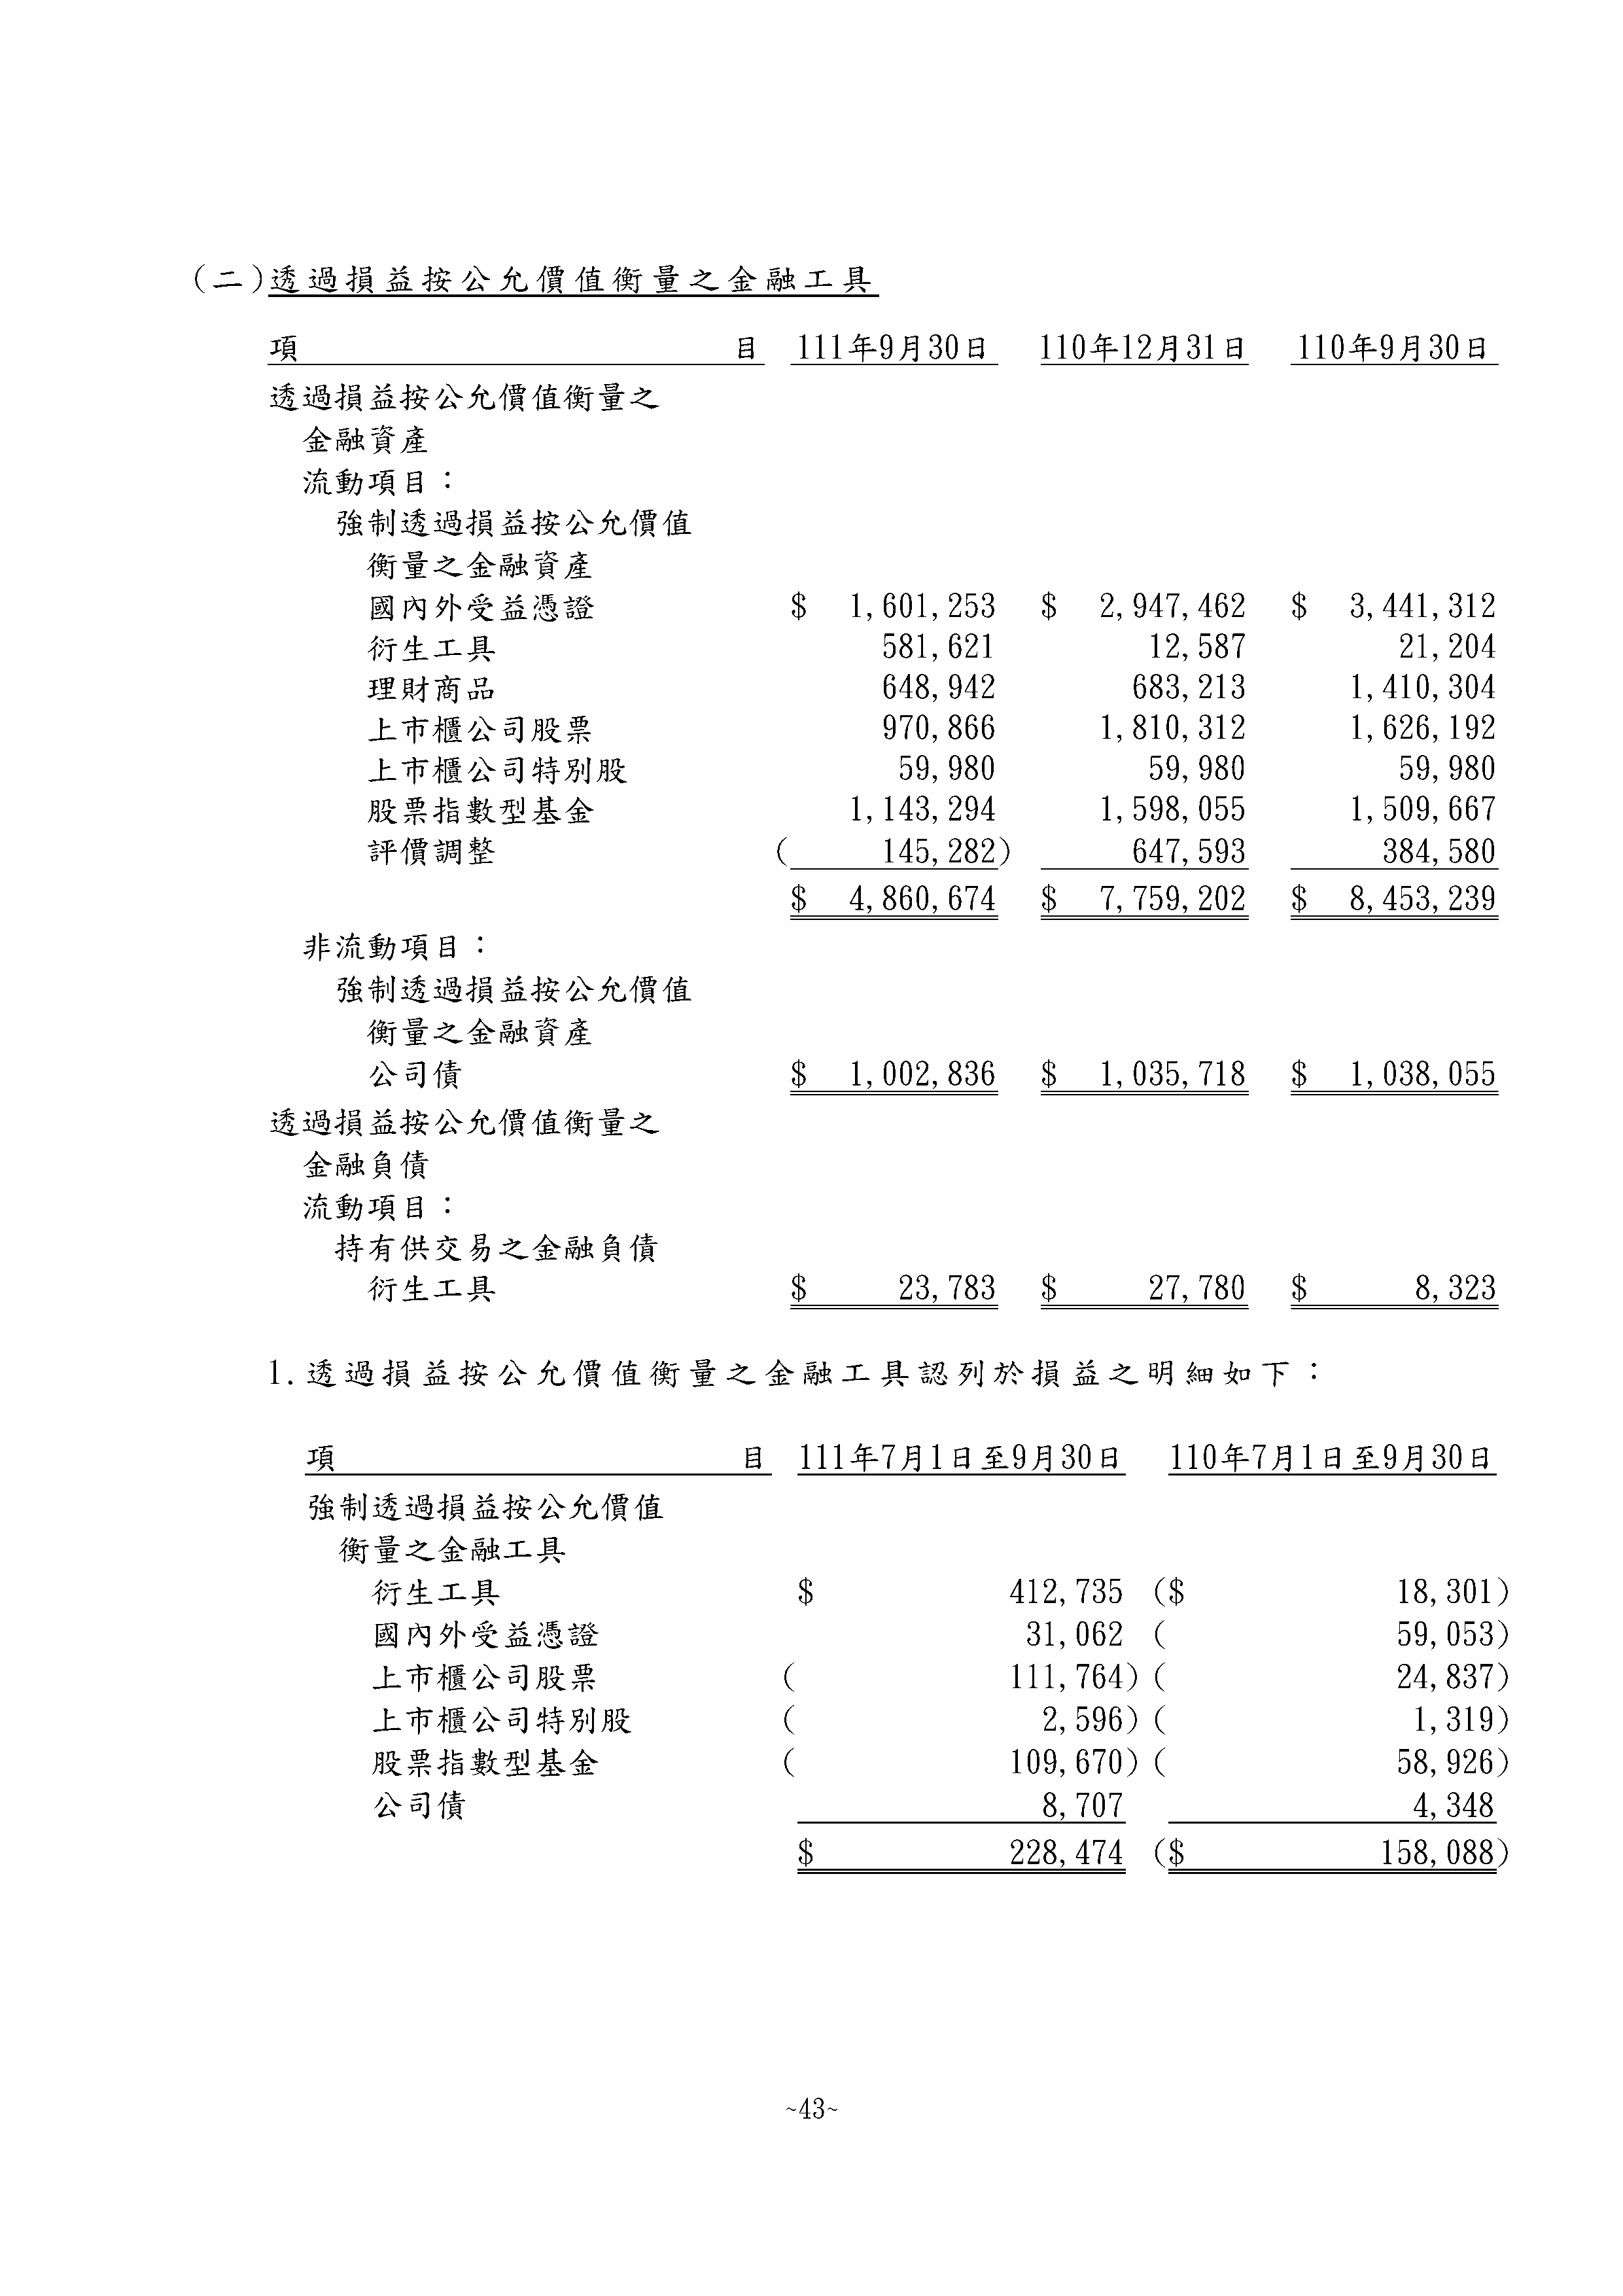 (二)透過損益按公允價值衡量之金融工具
項 目 111年9月30日 110年12月31日 110年9月30日
透過損益按公允價值衡量之
金融資產
流動項目：
強制透過損益按公允價值
衡量之金融資產
國內外受益憑證 $ 1,601,253 $ 2,947,462 $ 3,441,312
衍生工具 581,621 12,587 21,204
理財商品 648,942 683,213 1,410,304
上市櫃公司股票 970,866 1,810,312 1,626,192
上市櫃公司特別股 59,980 59,980 59,980
股票指數型基金 1,143,294 1,598,055 1,509,667
評價調整 ( 145,282) 647,593 384,580
$ 4,860,674 $ 7,759,202 $ 8,453,239
非流動項目：
強制透過損益按公允價值
衡量之金融資產
公司債 $ 1,002,836 $ 1,035,718 $ 1,038,055
透過損益按公允價值衡量之
金融負債
流動項目：
持有供交易之金融負債
衍生工具 $ 23,783 $ 27,780 $ 8,323
1.透過損益按公允價值衡量之金融工具認列於損益之明細如下：
項 目 111年7月1日至9月30日 110年7月1日至9月30日
強制透過損益按公允價值
衡量之金融工具
衍生工具 $ 412,735 ($ 18,301)
國內外受益憑證 31,062 ( 59,053)
上市櫃公司股票 ( 111,764) ( 24,837)
上市櫃公司特別股 ( 2,596) ( 1,319)
股票指數型基金 ( 109,670) ( 58,926)
公司債 8,707 4,348
$ 228,474 ($ 158,088)
~43~